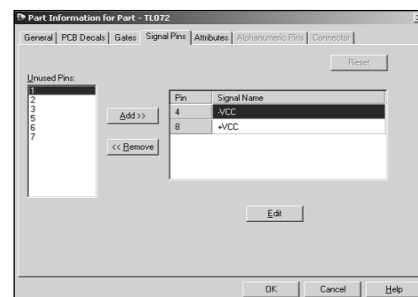 Part Information for Part - TL072
General PCB Decals Gates Signal Pins Attributes Alphanumeric Pins Connector
Reset
Unused Pins:
1
2
3
5
6
7
Add >>
<< Remove
Pin Signal Name
4 -VCC
8 +VCC
Edit
OK Cancel Help